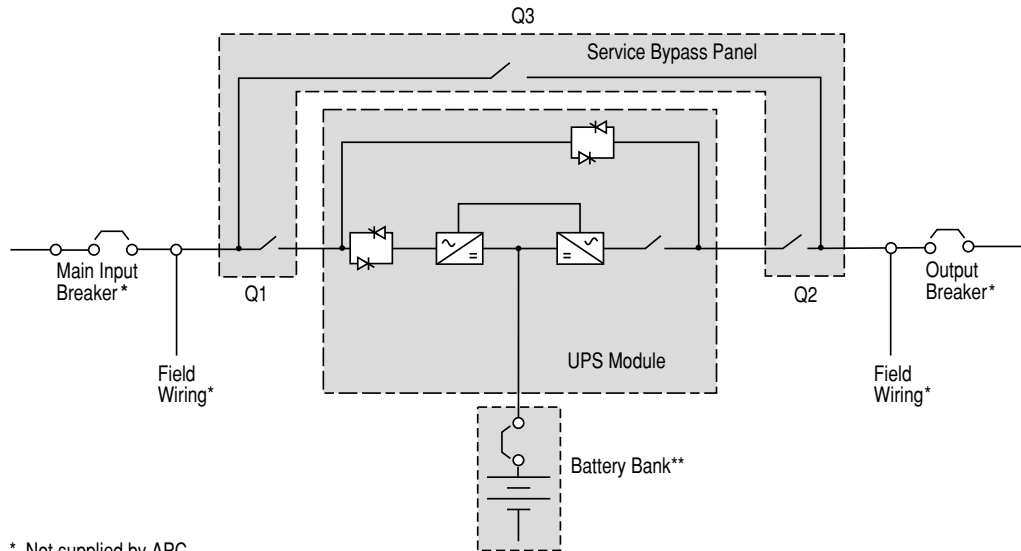 Q3
Service Bypass Panel
Main Input
Breaker*
Q1
Q2
Output
Breaker*
UPS Module
Field
Wiring*
Field
Wiring*
Battery Bank**
* Not supplied by APC